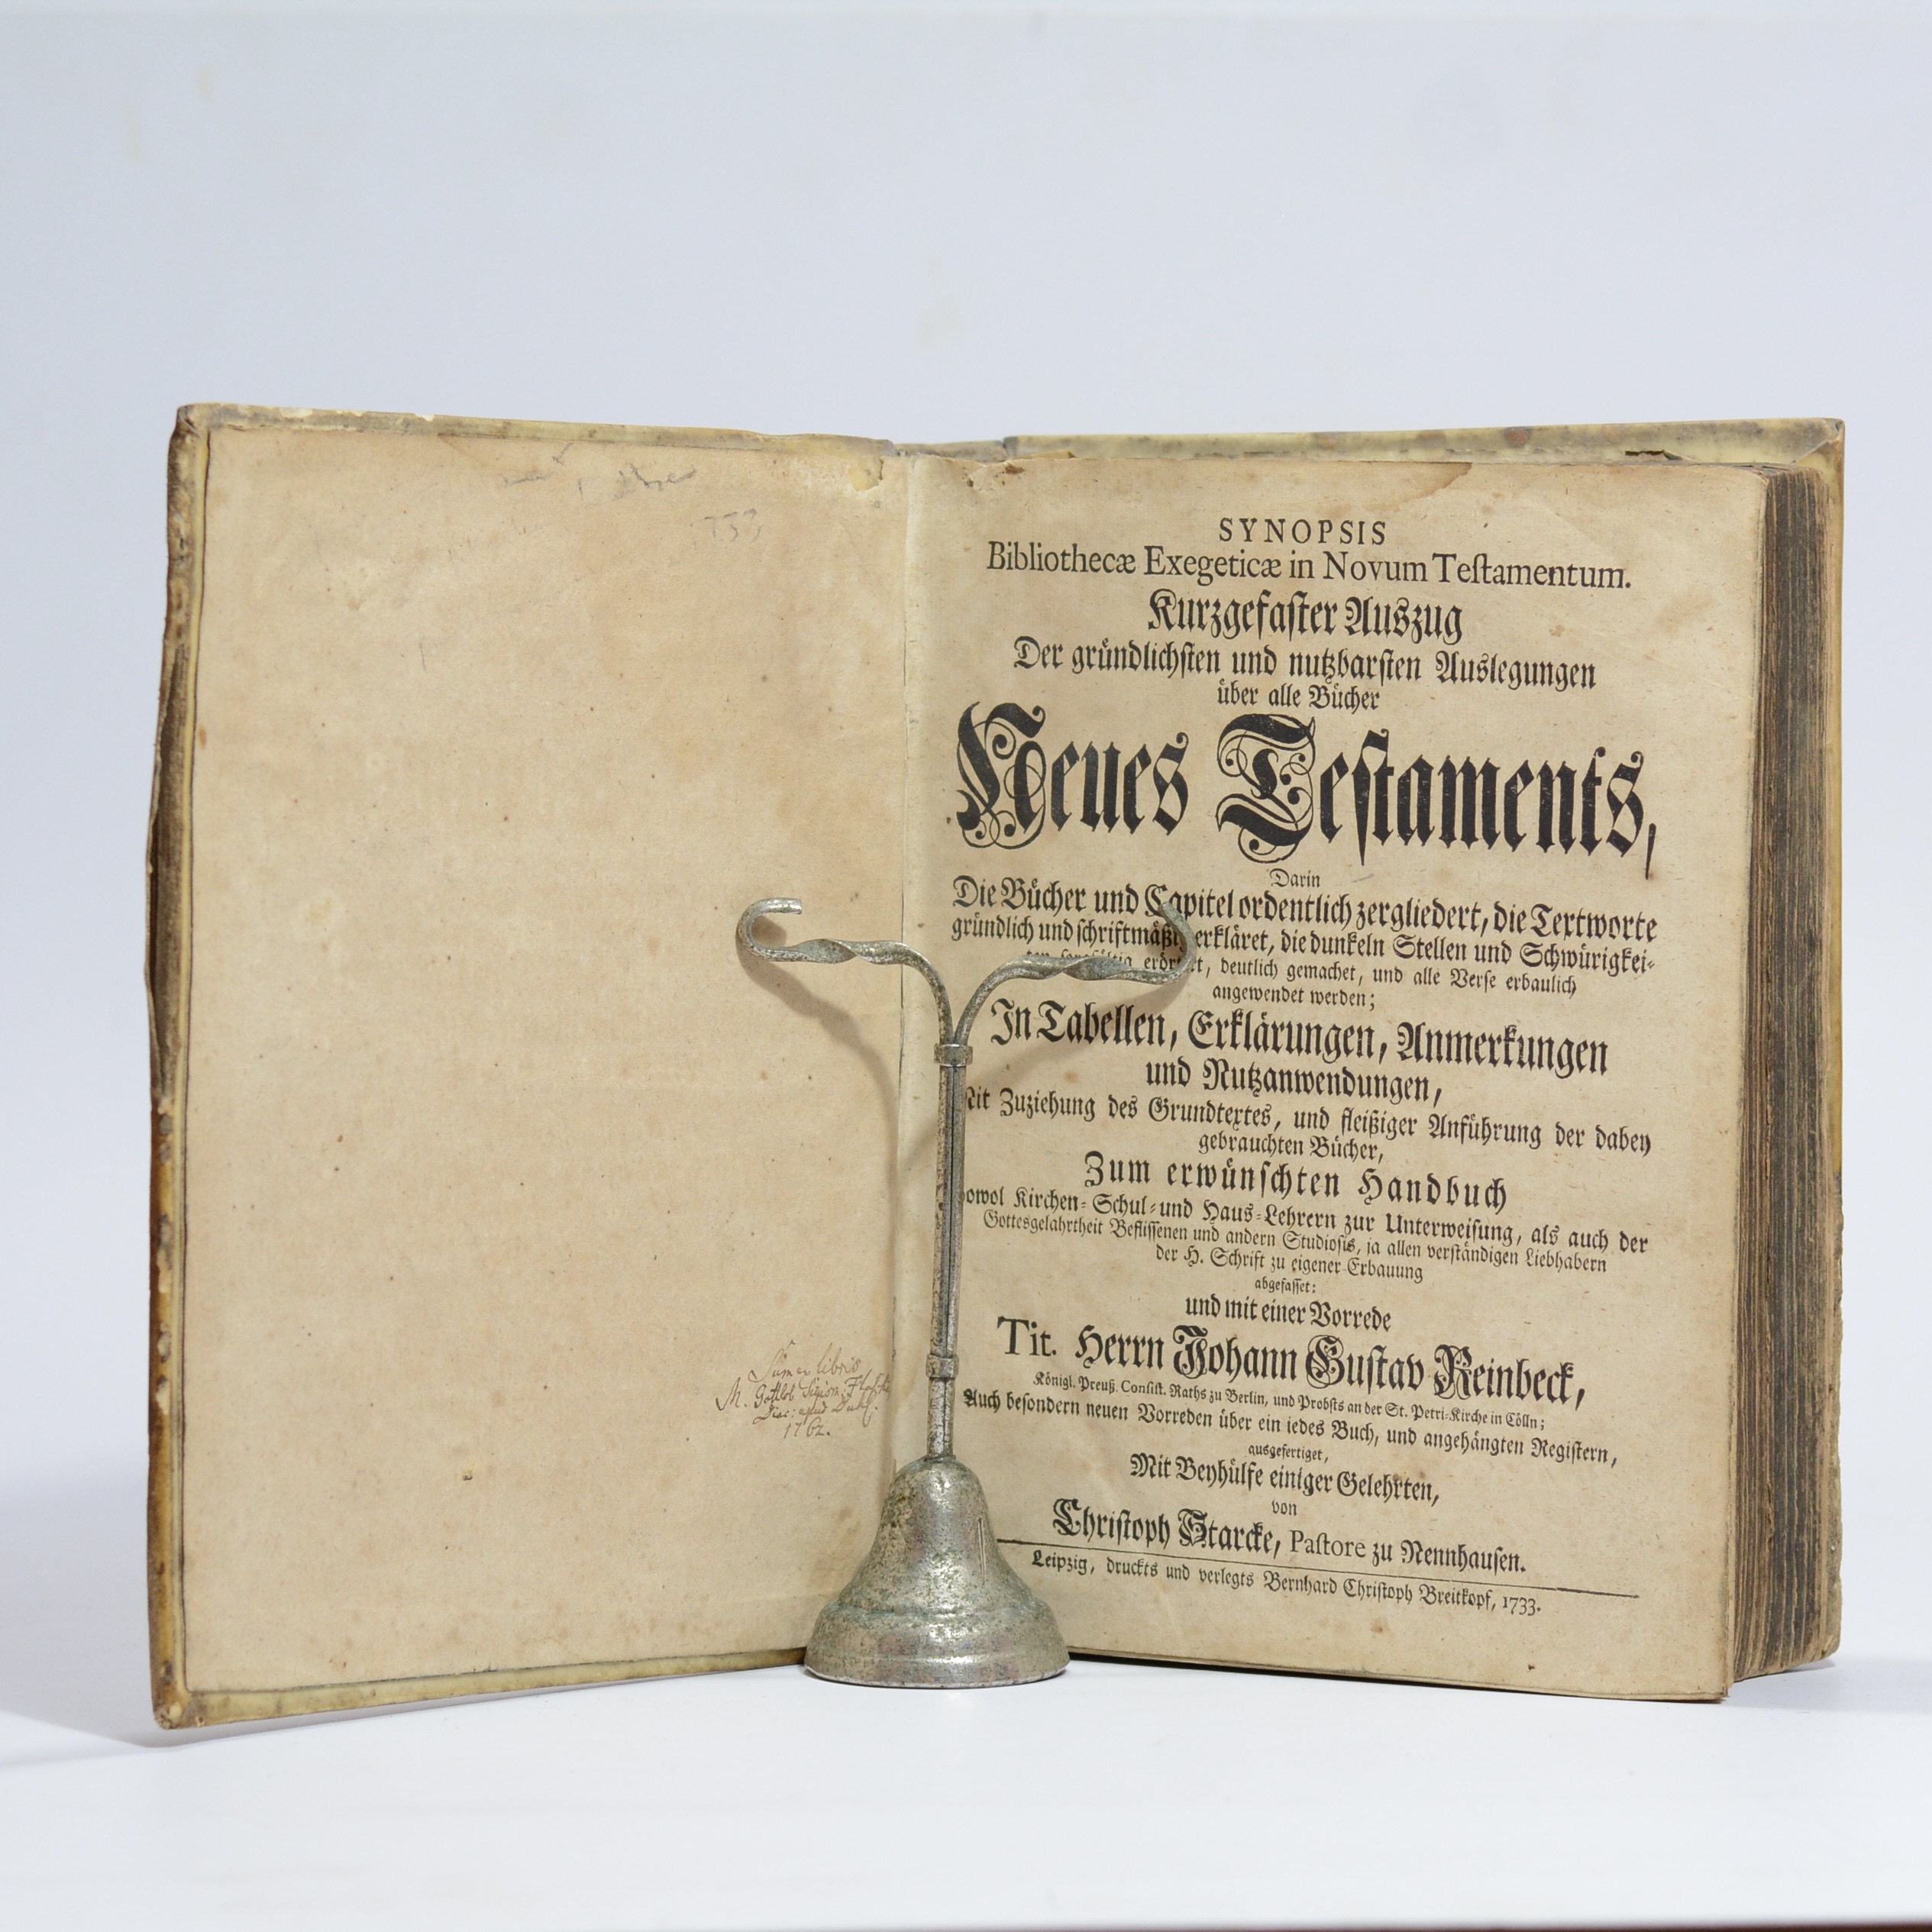 Sum ex libris
M. Gottlob
1762.
SYNOPSIS
Bibliothecæ Exegeticæ in Novum Teſtamentum.
Kurzgefaſter Auszug
Der gründlichſten und nutzbarſten Auslegungen
über alle Bücher
Neues Teſtaments,
Darin
Die Bücher und Capitel ordentlich zergliedert, die Textworte
gründlich und ſchriftmäßig erkläret, die dunkeln Stellen und Schwürigkei-
deutlich gemachet, und alle Verſe erbaulich
angewendet werden;
In Tabellen, Erklärungen, Anmerkungen
und Nutzanwendungen,
Mit Zuziehung des Grundtextes, und fleißiger Anführung der dabey
gebrauchten Bücher,
Zum erwünſchten Handbuch
ſowol Kirchen- Schul- und Haus-Lehrern zur Unterweiſung, als auch der
Gottesgelahrtheit Befliſſenen und andern Studioſis, ja allen verſtändigen Liebhabern
der H. Schrift zu eigener Erbauung
abgefaſſet:
und mit einer Vorrede
Tit. Herrn Johann Guſtav Reinbeck,
Königl. Preuß. Conſiſt. Raths zu Berlin, und Probſts an der St. Petri-Kirche in Cölln;
Auch beſondern neuen Vorreden über ein iedes Buch, und angehängten Regiſtern,
ausgefertiget,
Mit Beyhülfe einiger Gelehrten,
von
Chriſtoph Starcke, Paſtore zu Nennhauſen.
Leipzig, druckts und verlegts Bernhard Chriſtoph Breitkopf, 1733.